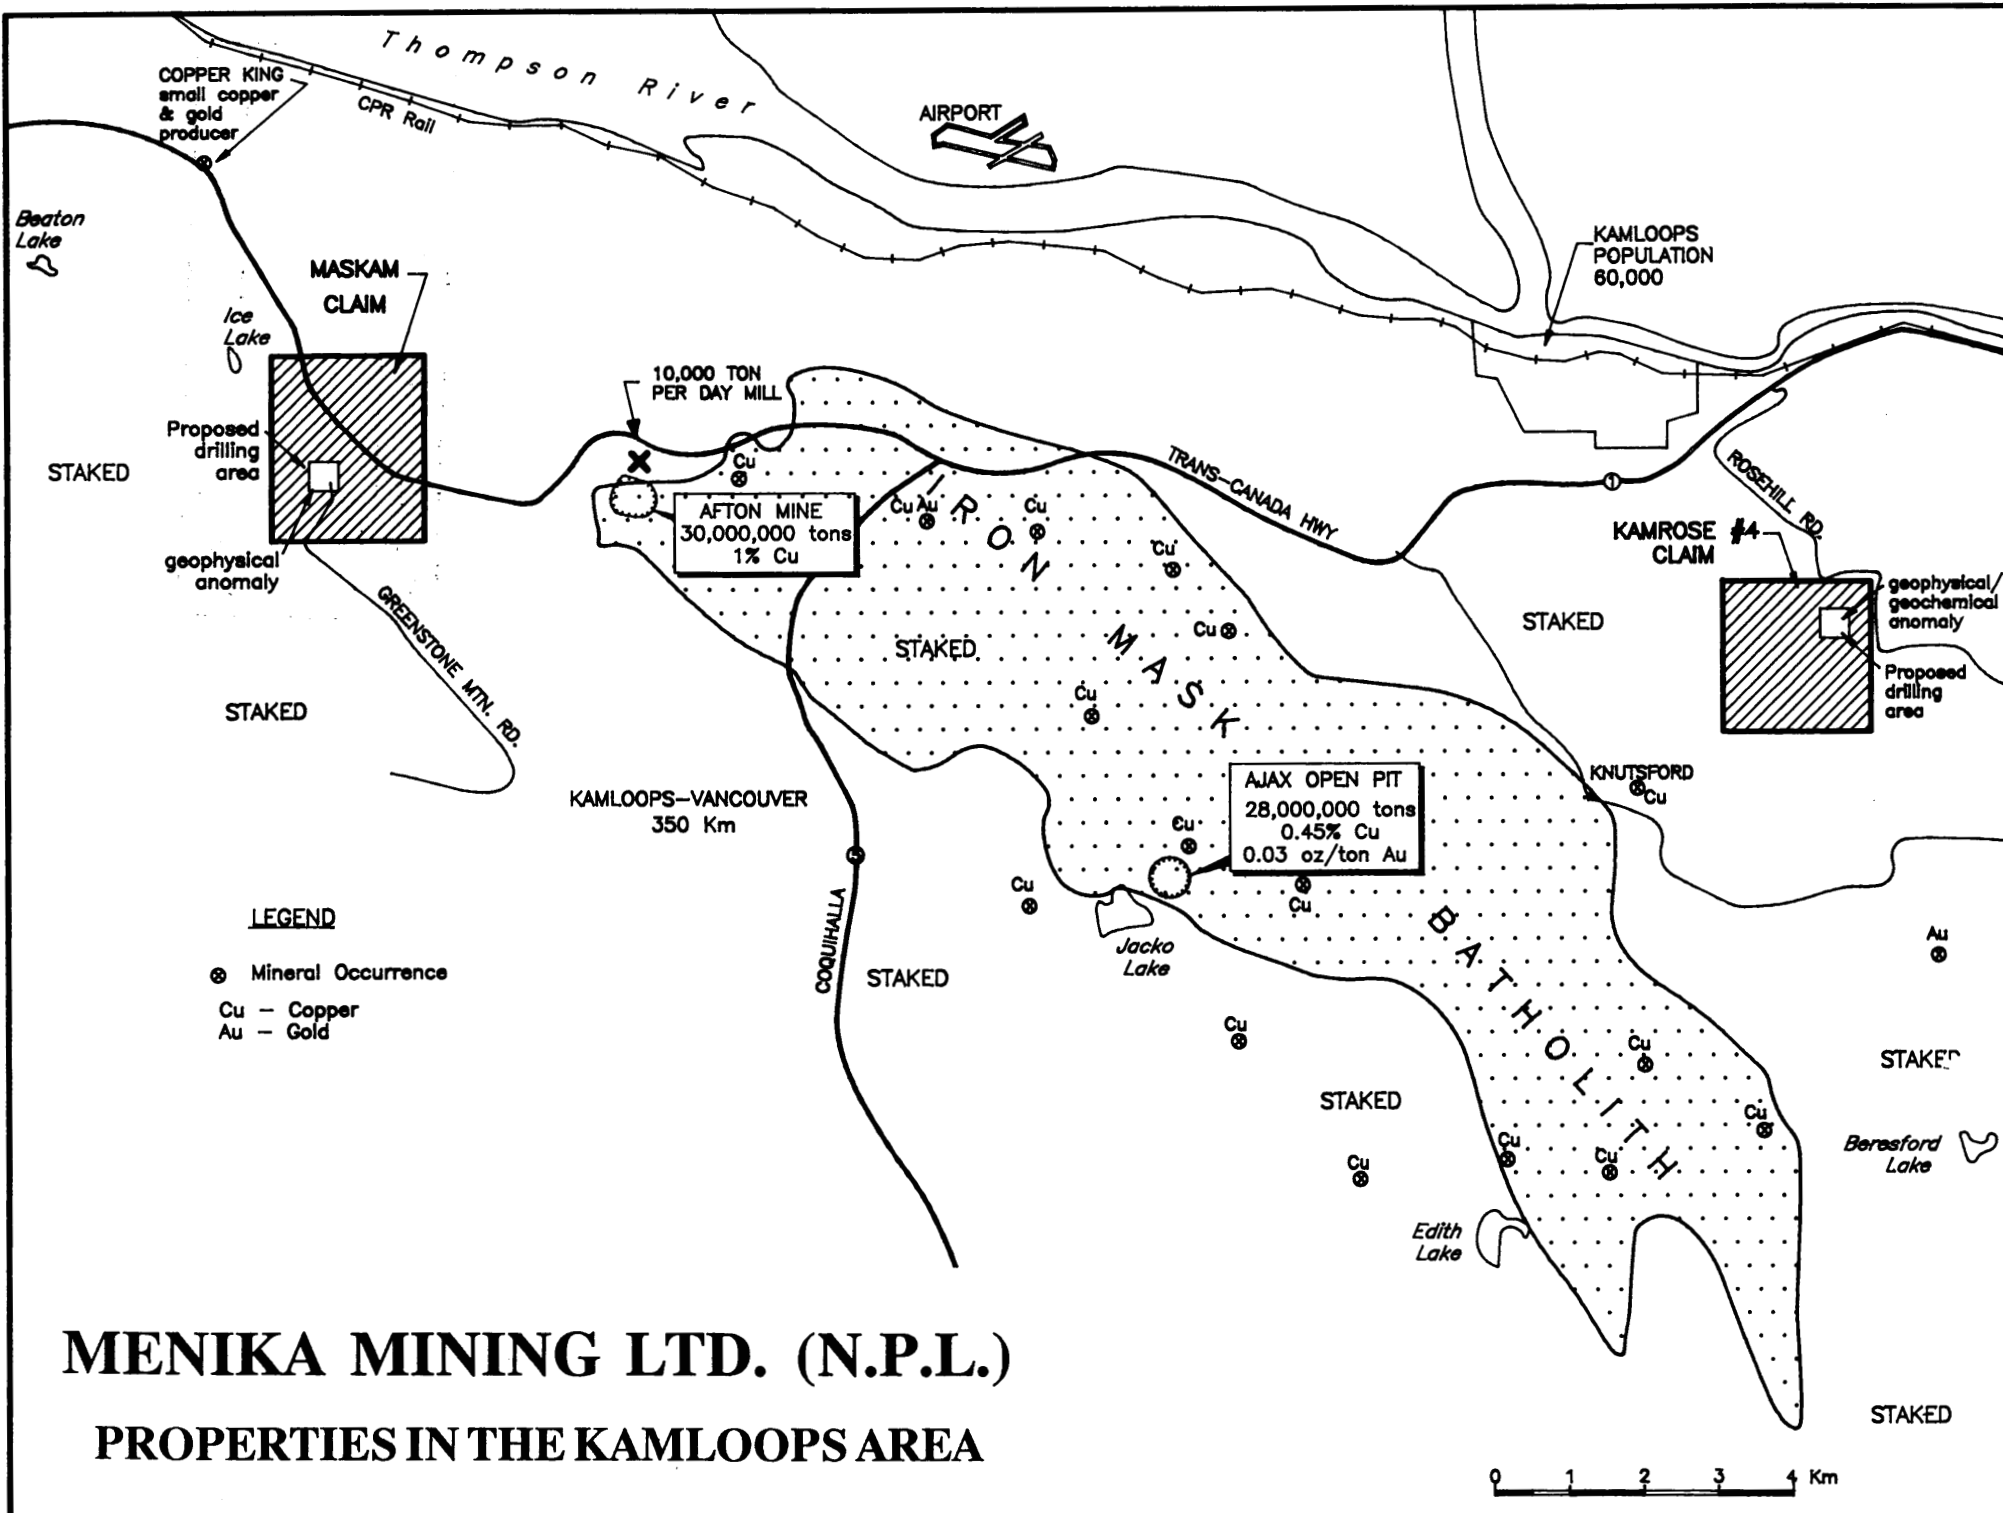 Thompson River
COPPER KING
small copper
& gold
producer
CPR Rail
AIRPORT
Beaton
Lake
KAMLOOPS
POPULATION
60,000
MASKAM
CLAIM
Ice
Lake
10,000 TON
PER DAY MILL
Proposed
drilling
area
STAKED
geophysical
anomaly
Cu
AFTON MINE
30,000,000 tons
1% Cu
Cu Au
Cu
Cu
Cu
Cu
TRANS-CANADA HWY
1
ROSEHILL RD.
KAMROSE #4
CLAIM
geophysical/
geochemical
anomaly
Proposed
drilling
area
STAKED
STAKED
IRON MASK BATHOLITH
GREENSTONE MTN. RD.
STAKED
KAMLOOPS-VANCOUVER
350 Km
KNUTSFORD
Cu
AJAX OPEN PIT
28,000,000 tons
0.45% Cu
0.03 oz/ton Au
Cu
Cu
Cu
COQUIHALLA
STAKED
Jacko
Lake
LEGEND
Mineral Occurrence
Cu - Copper
Au - Gold
Au
Cu
STAKED
Cu
Cu
Cu
Cu
Cu
Beresford
Lake
Edith
Lake
MENIKA MINING LTD. (N.P.L.)
PROPERTIES IN THE KAMLOOPS AREA
STAKED
0 1 2 3 4 Km